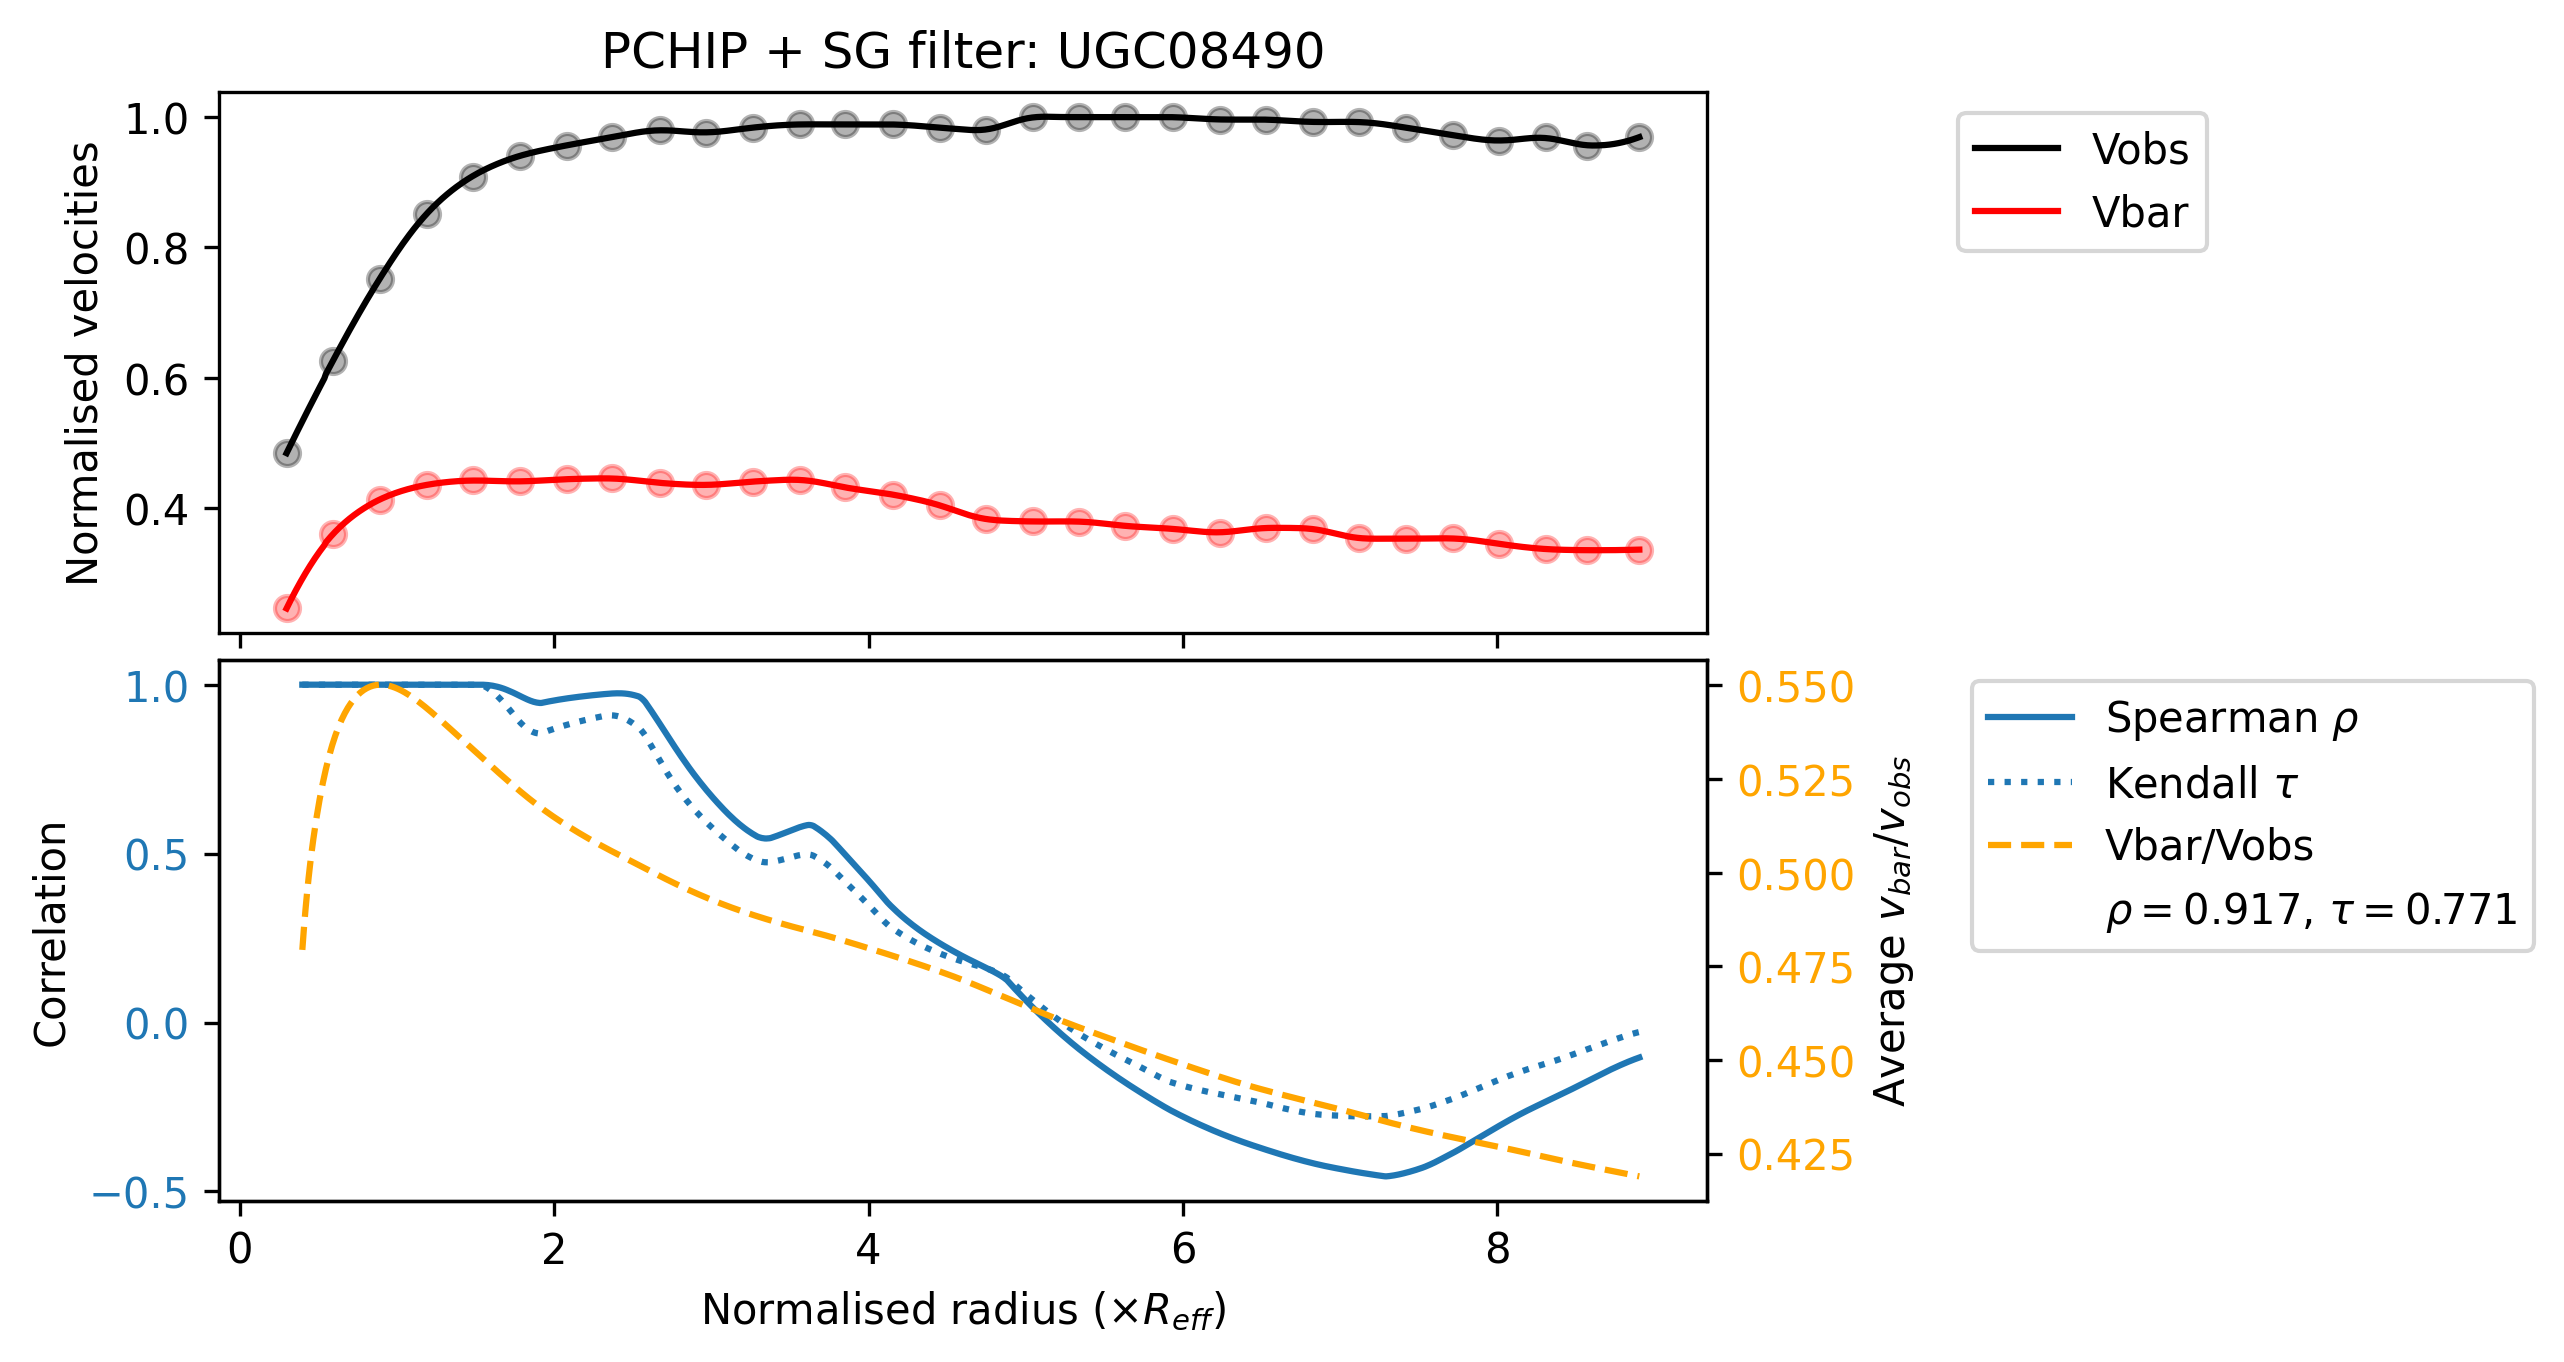 PCHIP + SG filter: UGC08490
Normalised velocities
1.0
0.8
0.6
0.4
Vobs
Vbar
Correlation
1.0
0.5
0.0
−0.5
0.550
0.525
0.500
0.475
0.450
0.425
Average v_bar/v_obs
Spearman ρ
Kendall τ
Vbar/Vobs
ρ = 0.917, τ = 0.771
0 2 4 6 8
Normalised radius (×R_eff)